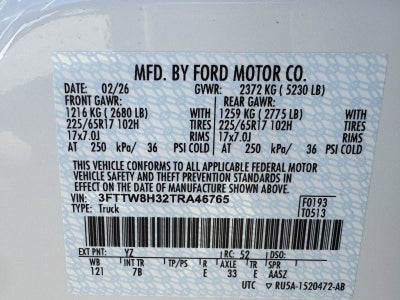 MFD. BY FORD MOTOR CO.
DATE: 02/26 GVWR: 2372 KG ( 5230 LB)
FRONT GAWR: REAR GAWR:
1216 KG ( 2680 LB) WITH 1259 KG ( 2775 LB) WITH
225/65R17 102H TIRES 225/65R17 102H TIRES
17x7.0J RIMS 17x7.0J RIMS
AT 250 kPa/ 36 PSI COLD AT 250 kPa/ 36 PSI COLD
THIS VEHICLE CONFORMS TO ALL APPLICABLE FEDERAL MOTOR
VEHICLE SAFETY AND THEFT PREVENTION STANDARDS IN
EFFECT ON THE DATE OF MANUFACTURE SHOWN ABOVE.
VIN: 3FTTW8H32TRA46765 F0193
TYPE: Truck T0513
EXT PNT: YZ RC: 52 DSO:
WB TP/PS R AXLE TR
121 7B E 33 E AASZ
UTC RU5A-1520472-AB